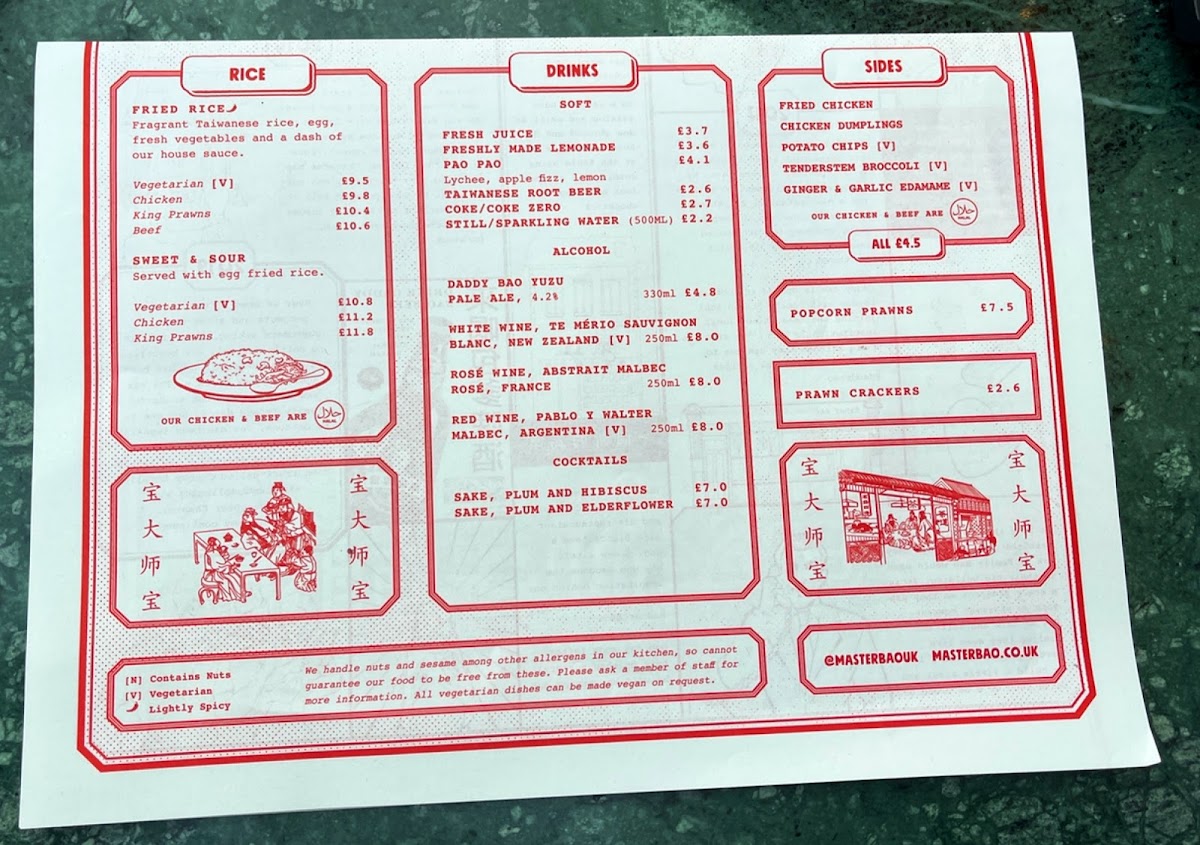 RICE
FRIED RICE
Fragrant Taiwanese rice, egg,
fresh vegetables and a dash of
our house sauce.
Vegetarian [V] £9.5
Chicken £9.8
King Prawns £10.4
Beef £10.6
SWEET & SOUR
Served with egg fried rice.
Vegetarian [V] £10.8
Chicken £11.2
King Prawns £11.8
OUR CHICKEN & BEEF ARE حلال HALAL
宝大师宝
宝大师宝
DRINKS
SOFT
FRESH JUICE £3.7
FRESHLY MADE LEMONADE £3.6
PAO PAO £4.1
Lychee, apple fizz, lemon
TAIWANESE ROOT BEER £2.6
COKE/COKE ZERO £2.7
STILL/SPARKLING WATER (500ML) £2.2
ALCOHOL
DADDY BAO YUZU
PALE ALE, 4.2% 330ml £4.8
WHITE WINE, TE MÉRIO SAUVIGNON
BLANC, NEW ZEALAND [V] 250ml £8.0
ROSÉ WINE, ABSTRAIT MALBEC
ROSÉ, FRANCE 250ml £8.0
RED WINE, PABLO Y WALTER
MALBEC, ARGENTINA [V] 250ml £8.0
COCKTAILS
SAKE, PLUM AND HIBISCUS £7.0
SAKE, PLUM AND ELDERFLOWER £7.0
SIDES
FRIED CHICKEN
CHICKEN DUMPLINGS
POTATO CHIPS [V]
TENDERSTEM BROCCOLI [V]
GINGER & GARLIC EDAMAME [V]
OUR CHICKEN & BEEF ARE حلال HALAL
ALL £4.5
POPCORN PRAWNS £7.5
PRAWN CRACKERS £2.6
宝大师宝
宝大师宝
[N] Contains Nuts
[V] Vegetarian
Lightly Spicy
We handle nuts and sesame among other allergens in our kitchen, so cannot
guarantee our food to be free from these. Please ask a member of staff for
more information. All vegetarian dishes can be made vegan on request.
@MASTERBAOUK MASTERBAO.CO.UK